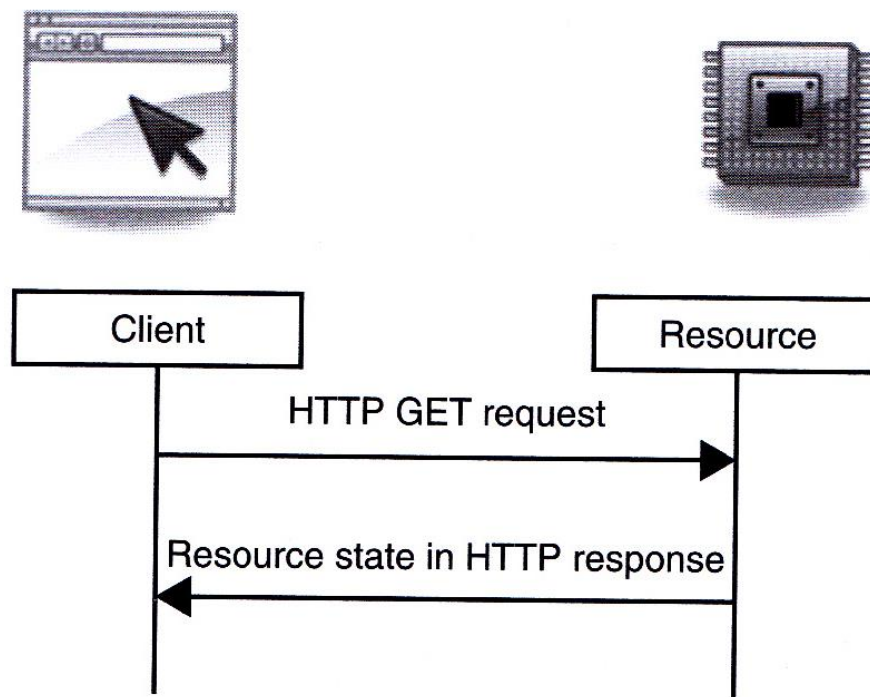 Client
Resource
HTTP GET request
Resource state in HTTP response